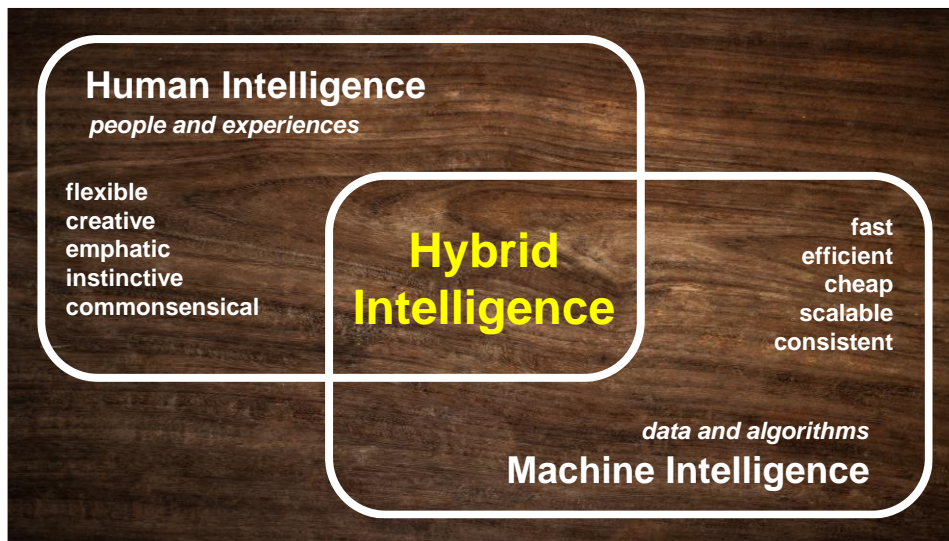 Human Intelligence
people and experiences
flexible
creative
emphatic
instinctive
commonsensical
Hybrid
Intelligence
fast
efficient
cheap
scalable
consistent
data and algorithms
Machine Intelligence